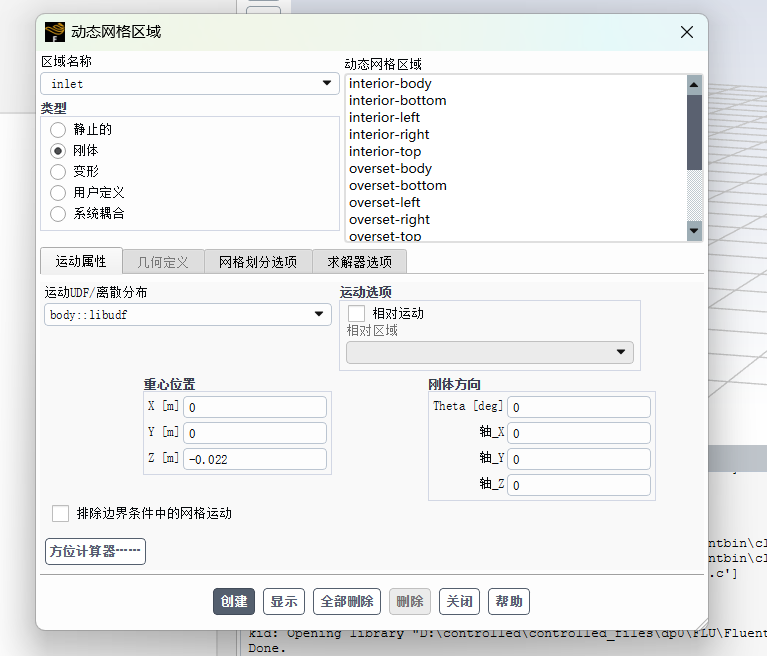 动态网格区域
区域名称
inlet
类型
静止的
刚体
变形
用户定义
系统耦合
动态网格区域
interior-body
interior-bottom
interior-left
interior-right
interior-top
overset-body
overset-bottom
overset-left
overset-right
overset-top
运动属性 几何定义 网格划分选项 求解器选项
运动UDF/离散分布
body::libudf
运动选项
相对运动
相对区域
重心位置
X [m] 0
Y [m] 0
Z [m] -0.022
刚体方向
Theta [deg] 0
轴_X 0
轴_Y 0
轴_Z 0
排除边界条件中的网格运动
方位计算器……
创建 显示 全部删除 删除 关闭 帮助
ntbin\cl
ntbin\cl
.c']
kid: Opening library "D:\controlled\controlled_files\dp0\FLU\Fluent
Done.